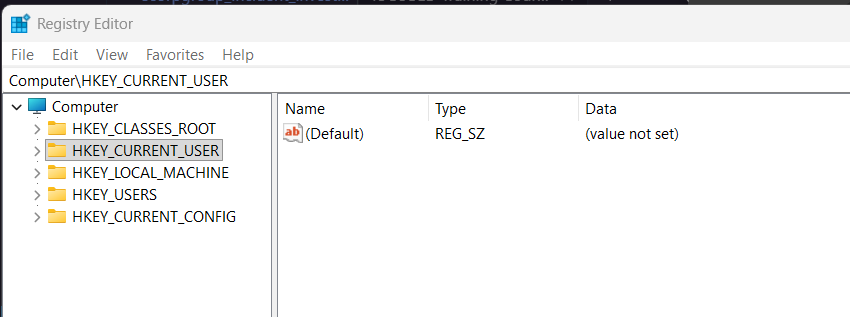 Registry Editor
File Edit View Favorites Help
Computer\HKEY_CURRENT_USER
Computer
HKEY_CLASSES_ROOT
HKEY_CURRENT_USER
HKEY_LOCAL_MACHINE
HKEY_USERS
HKEY_CURRENT_CONFIG
Name Type Data
ab (Default) REG_SZ (value not set)